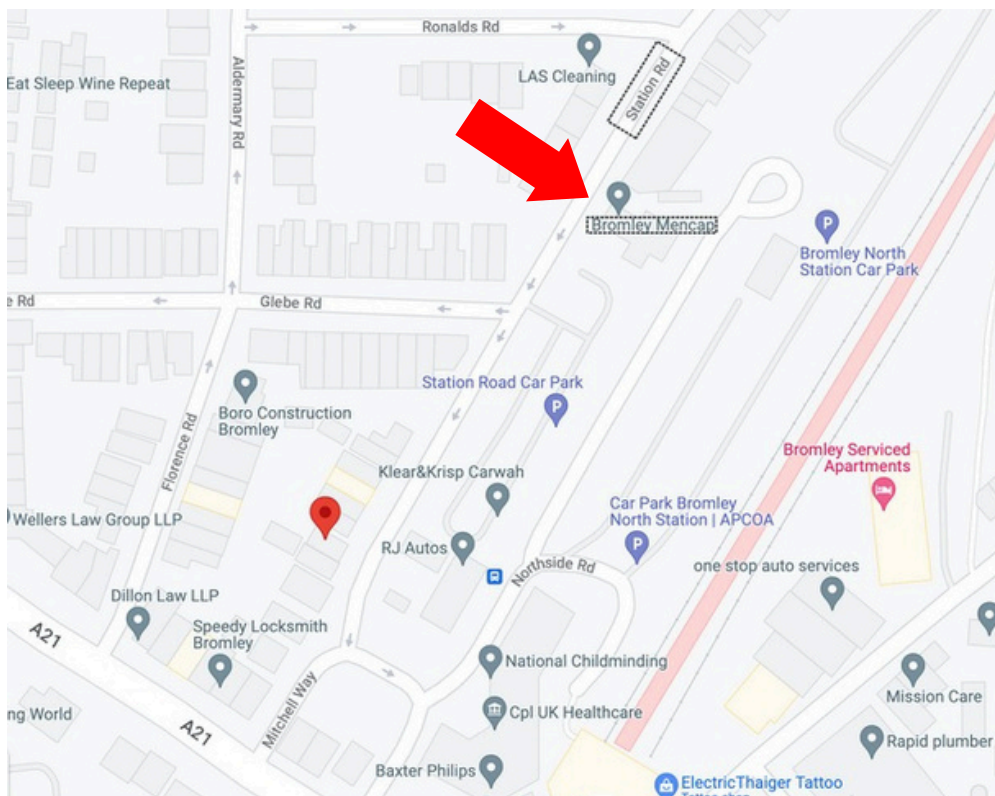 Ronalds Rd
LAS Cleaning
Station Rd
Eat Sleep Wine Repeat
Aldermary Rd
Bromley Mencap
Bromley North
Station Car Park
e Rd
Glebe Rd
Station Road Car Park
Boro Construction
Bromley
Florence Rd
Klear&Krisp Carwah
Bromley Serviced
Apartments
Wellers Law Group LLP
Car Park Bromley
North Station | APCOA
RJ Autos
Northside Rd
one stop auto services
Dillon Law LLP
A21
Speedy Locksmith
Bromley
National Childminding
Mission Care
ng World
A21
Mitchell Way
Cpl UK Healthcare
Rapid plumber
Baxter Philips
ElectricThaiger Tattoo
P
P
P